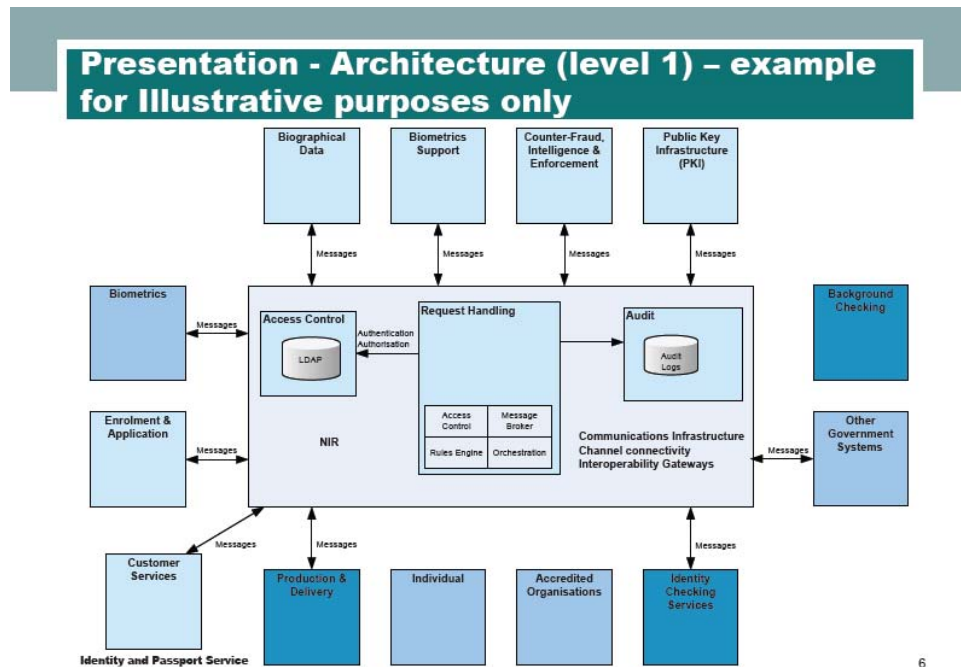 Presentation - Architecture (level 1) – example
for Illustrative purposes only
Biographical
Data
Biometrics
Support
Counter-Fraud,
Intelligence &
Enforcement
Public Key
Infrastructure
(PKI)
Messages
Messages
Messages
Messages
Biometrics
Messages
Access Control
LDAP
Authentication
Authorisation
Request Handling
Access
Control
Message
Broker
Rules Engine
Orchestration
Audit
Audit
Logs
Background
Checking
Enrolment &
Application
Messages
NIR
Communications Infrastructure
Channel connectivity
Interoperability Gateways
Messages
Other
Government
Systems
Messages
Messages
Messages
Customer
Services
Production &
Delivery
Individual
Accredited
Organisations
Identity
Checking
Services
Identity and Passport Service
6